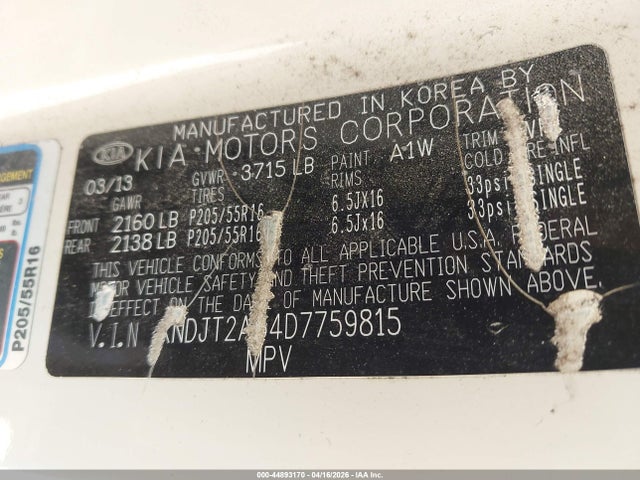 MANUFACTURED IN KOREA BY
KIA KIA MOTORS CORPORATION
03/13 GVWR 3715 LB PAINT A1W TRIM
GAWR TIRES RIMS COLD TIRE INFL
FRONT 2160 LB P205/55R16 6.5Jx16 33psi SINGLE
REAR 2138 LB P205/55R16 6.5Jx16 33psi SINGLE
THIS VEHICLE CONFORMS TO ALL APPLICABLE U.S.A. FEDERAL
MOTOR VEHICLE SAFETY AND THEFT PREVENTION STANDARDS
IN EFFECT ON THE DATE OF MANUFACTURE SHOWN ABOVE.
V.I.N
MPV
P205/55R16
000-44893170 - 04/16/2026 - IAA Inc.